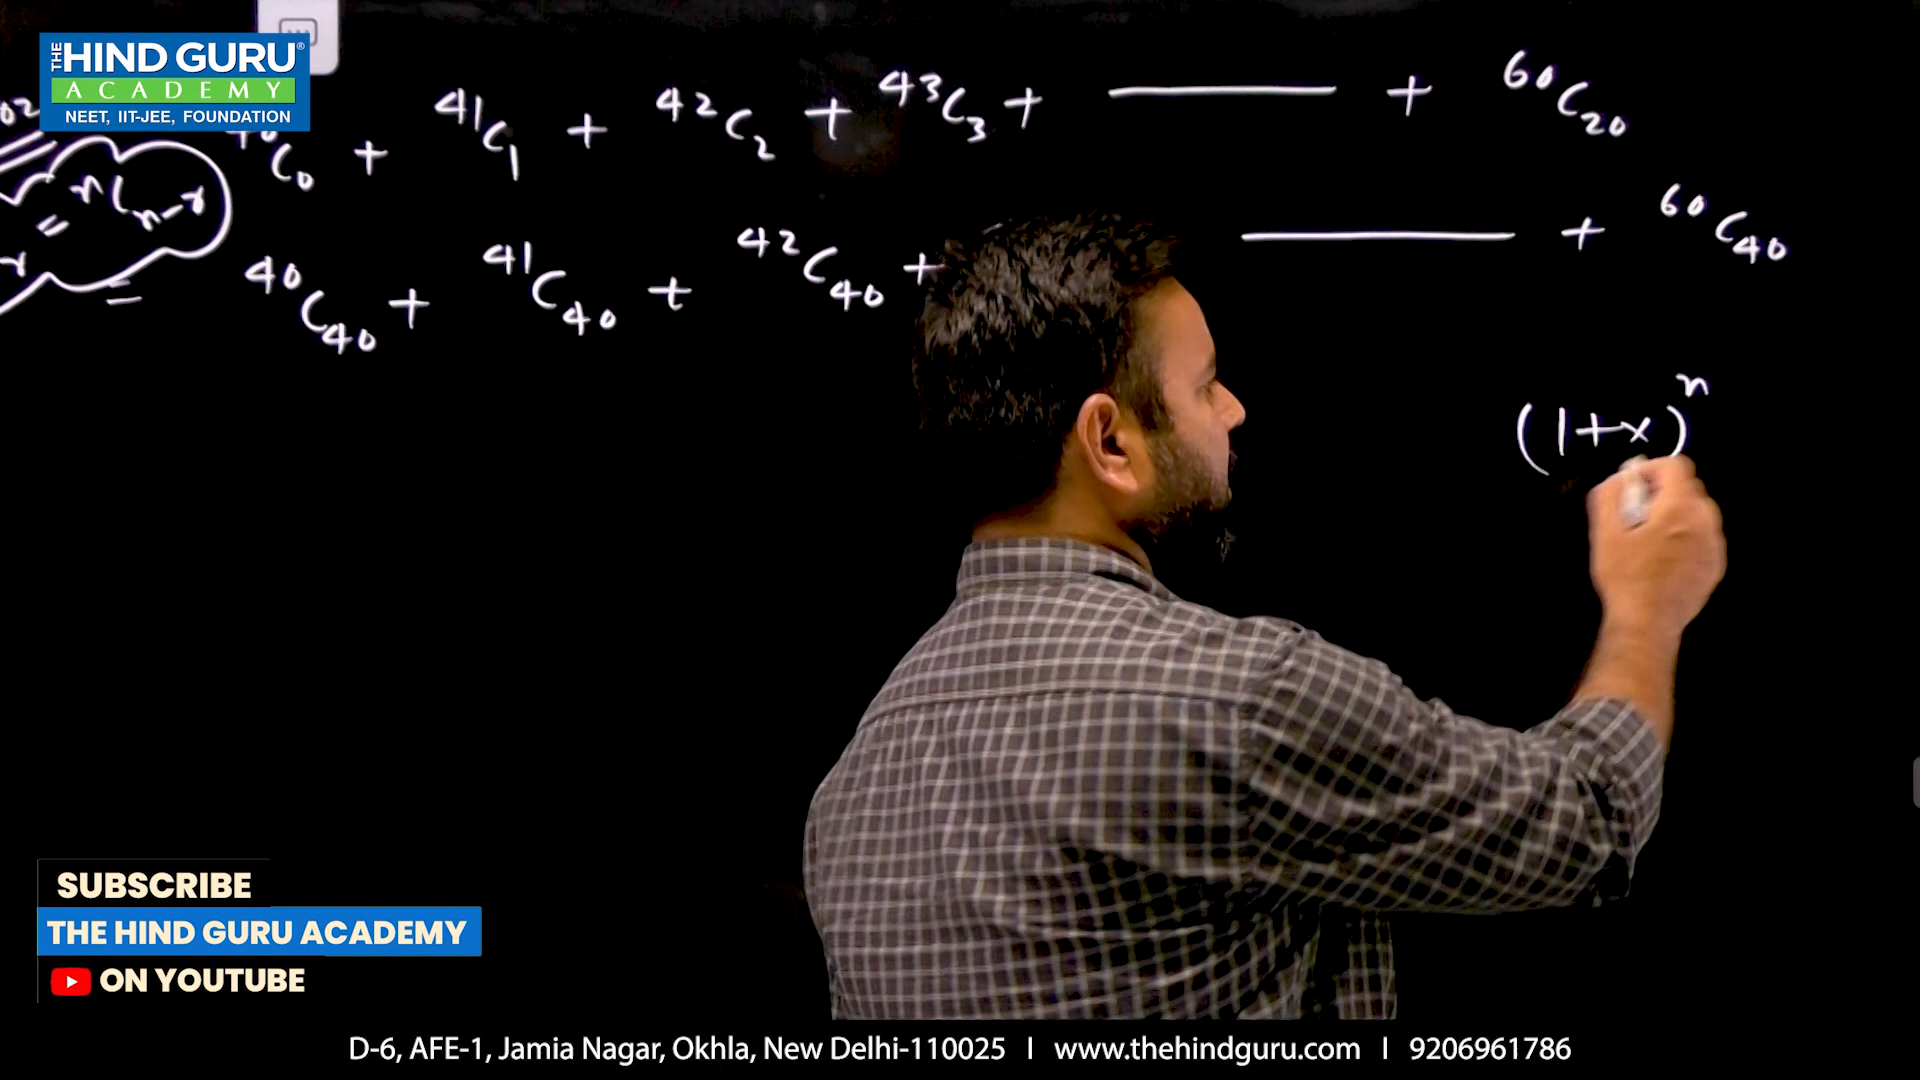 THE HIND GURU®
ACADEMY
NEET, IIT-JEE, FOUNDATION
⁴⁰C₀ + ⁴¹C₁ + ⁴²C₂ + ⁴³C₃ + ——— + ⁶⁰C₂₀
ⁿCₙ₋ᵣ
=
⁴⁰C₄₀ + ⁴¹C₄₀ + ⁴²C₄₀ + ——— + ⁶⁰C₄₀
(1+x)ⁿ
SUBSCRIBE
THE HIND GURU ACADEMY
ON YOUTUBE
D-6, AFE-1, Jamia Nagar, Okhla, New Delhi-110025 | www.thehindguru.com | 9206961786